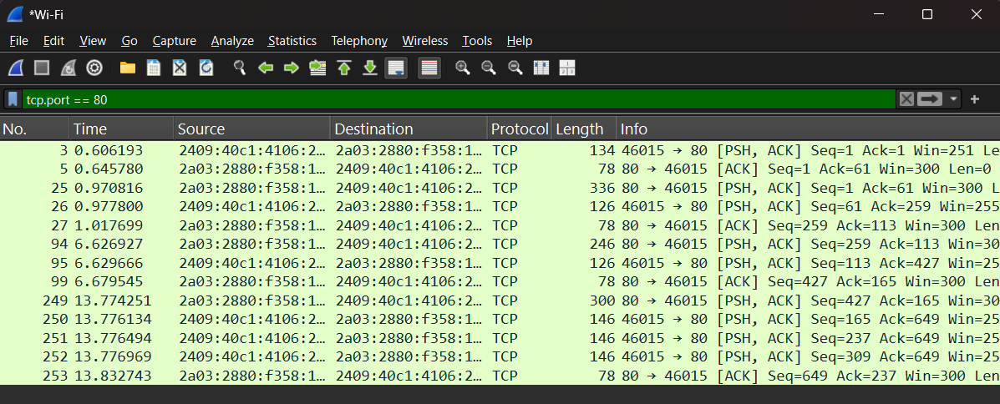 *Wi-Fi
File Edit View Go Capture Analyze Statistics Telephony Wireless Tools Help
tcp.port == 80
No. Time Source Destination Protocol Length Info
3 0.606193 2409:40c1:4106:2… 2a03:2880:f358:1… TCP 134 46015 → 80 [PSH, ACK] Seq=1 Ack=1 Win=251 Le
5 0.645780 2a03:2880:f358:1… 2409:40c1:4106:2… TCP 78 80 → 46015 [ACK] Seq=1 Ack=61 Win=300 Len=0
25 0.970816 2a03:2880:f358:1… 2409:40c1:4106:2… TCP 336 80 → 46015 [PSH, ACK] Seq=1 Ack=61 Win=300 L
26 0.977800 2409:40c1:4106:2… 2a03:2880:f358:1… TCP 126 46015 → 80 [PSH, ACK] Seq=61 Ack=259 Win=255
27 1.017699 2a03:2880:f358:1… 2409:40c1:4106:2… TCP 78 80 → 46015 [ACK] Seq=259 Ack=113 Win=300 Len
94 6.626927 2a03:2880:f358:1… 2409:40c1:4106:2… TCP 246 80 → 46015 [PSH, ACK] Seq=259 Ack=113 Win=30
95 6.629666 2409:40c1:4106:2… 2a03:2880:f358:1… TCP 126 46015 → 80 [PSH, ACK] Seq=113 Ack=427 Win=25
99 6.679545 2a03:2880:f358:1… 2409:40c1:4106:2… TCP 78 80 → 46015 [ACK] Seq=427 Ack=165 Win=300 Len
249 13.774251 2a03:2880:f358:1… 2409:40c1:4106:2… TCP 300 80 → 46015 [PSH, ACK] Seq=427 Ack=165 Win=30
250 13.776134 2409:40c1:4106:2… 2a03:2880:f358:1… TCP 146 46015 → 80 [PSH, ACK] Seq=165 Ack=649 Win=25
251 13.776494 2409:40c1:4106:2… 2a03:2880:f358:1… TCP 146 46015 → 80 [PSH, ACK] Seq=237 Ack=649 Win=25
252 13.776969 2409:40c1:4106:2… 2a03:2880:f358:1… TCP 146 46015 → 80 [PSH, ACK] Seq=309 Ack=649 Win=25
253 13.832743 2a03:2880:f358:1… 2409:40c1:4106:2… TCP 78 80 → 46015 [ACK] Seq=649 Ack=237 Win=300 Len